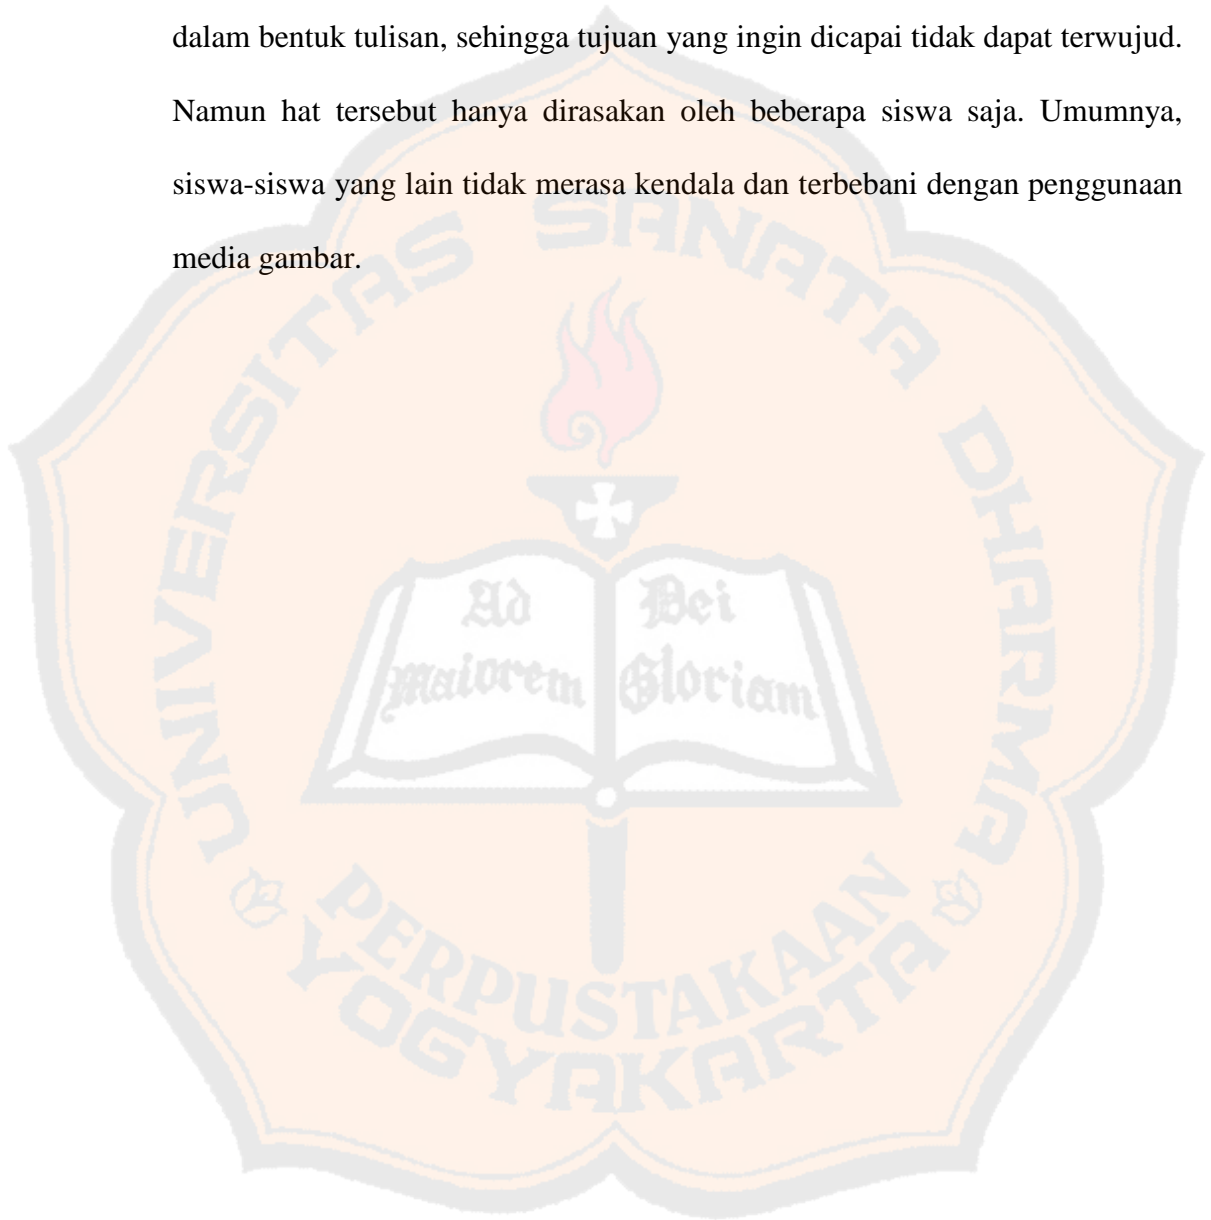 dalam bentuk tulisan, sehingga tujuan yang ingin dicapai tidak dapat terwujud.
Namun hat tersebut hanya dirasakan oleh beberapa siswa saja. Umumnya,
siswa-siswa yang lain tidak merasa kendala dan terbebani dengan penggunaan
media gambar.
UNIVERSITAS SANATA DHARMA
Ad Dei
Maiorem Gloriam
PERPUSTAKAAN
YOGYAKARTA